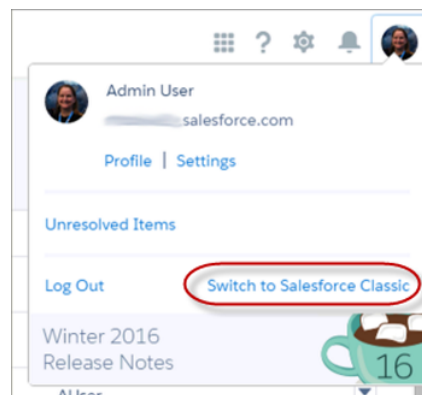 ?
Admin User
salesforce.com
Profile | Settings
Unresolved Items
Log Out Switch to Salesforce Classic
Winter 2016
Release Notes
16
AUser